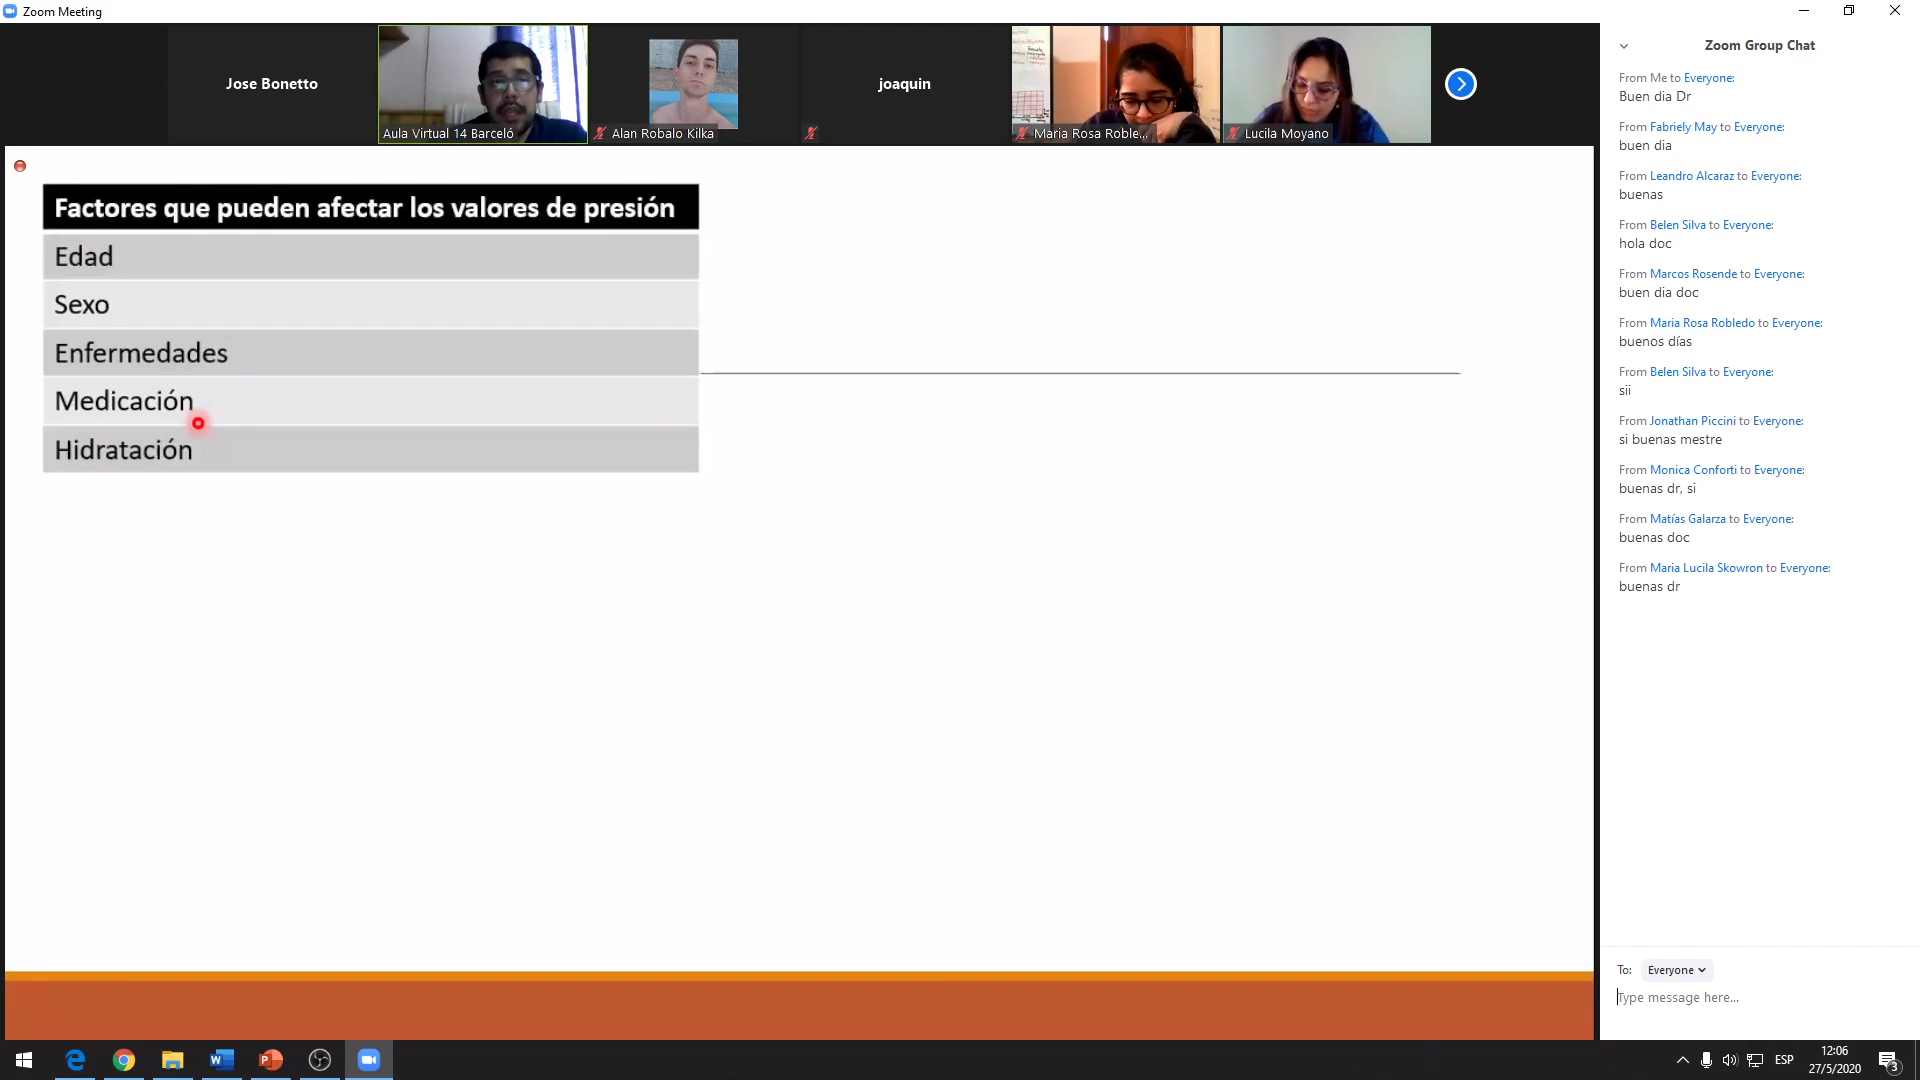 Zoom Meeting
Jose Bonetto
Aula Virtual 14 Barceló
Alan Robalo Kilka
joaquin
Maria Rosa Roble...
Lucila Moyano
Factores que pueden afectar los valores de presión
Edad
Sexo
Enfermedades
Medicación
Hidratación
Zoom Group Chat
From Me to Everyone:
Buen dia Dr
From Fabriely May to Everyone:
buen dia
From Leandro Alcaraz to Everyone:
buenas
From Belen Silva to Everyone:
hola doc
From Marcos Rosende to Everyone:
buen dia doc
From Maria Rosa Robledo to Everyone:
buenos días
From Belen Silva to Everyone:
sii
From Jonathan Piccini to Everyone:
si buenas mestre
From Monica Conforti to Everyone:
buenas dr, si
From Matías Galarza to Everyone:
buenas doc
From Maria Lucila Skowron to Everyone:
buenas dr
To: Everyone
Type message here...
ESP
12:06
27/5/2020
3